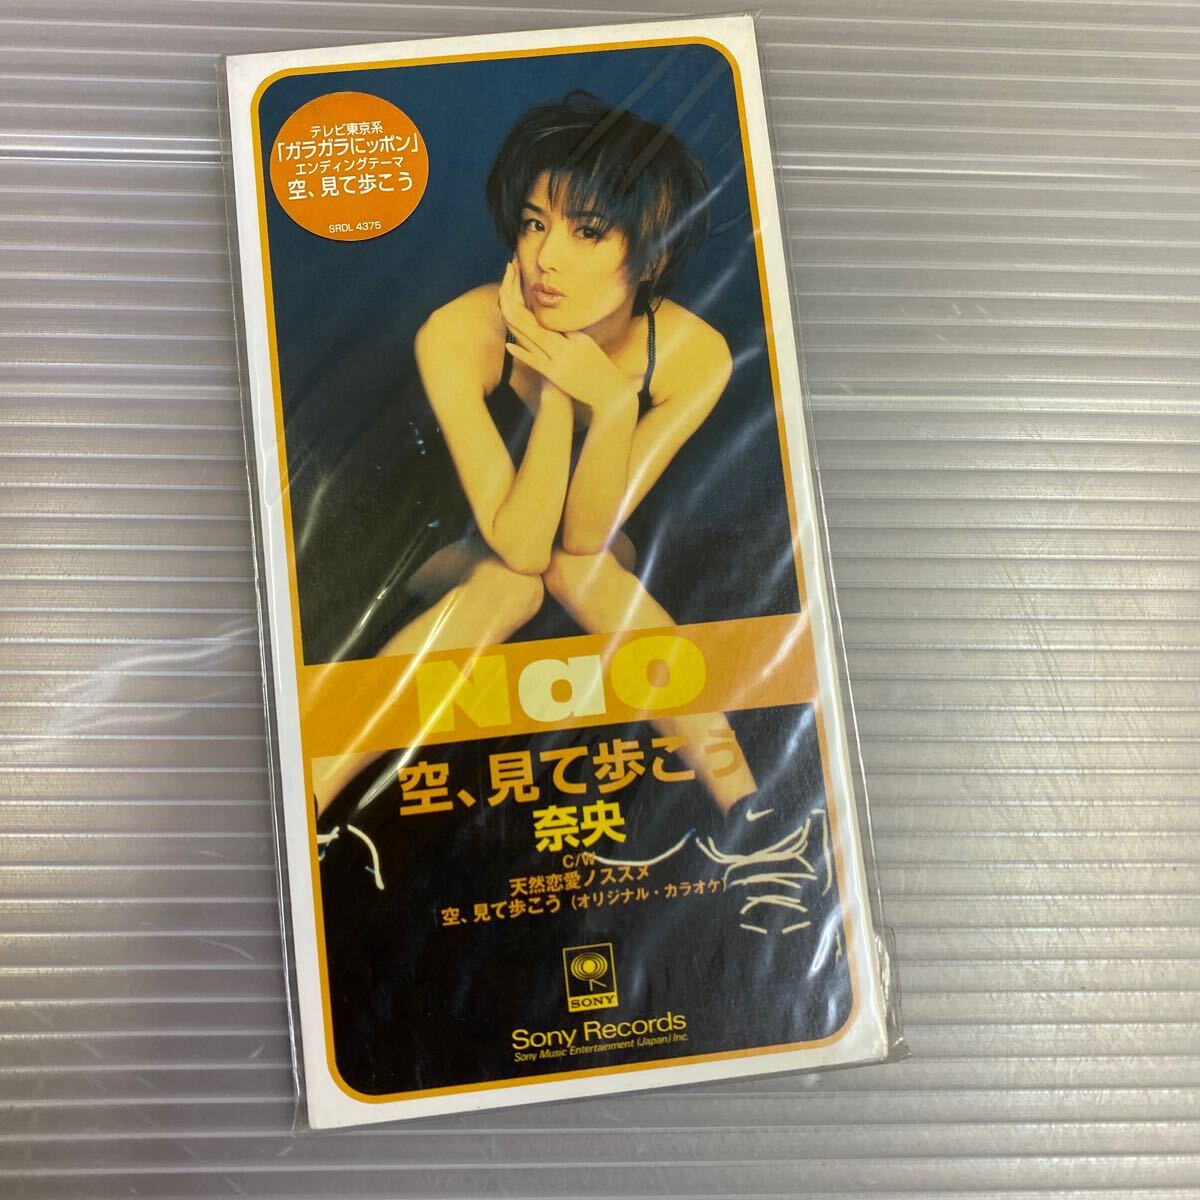 テレビ東京系
「ガラガラにッポン」
エンディングテーマ
空、見て歩こう
SRDL 4375
NaO
空、見て歩こう
奈央
C/W
天然恋愛ノススメ
空、見て歩こう(オリジナル・カラオケ)
SONY
Sony Records
Sony Music Entertainment (Japan) Inc.